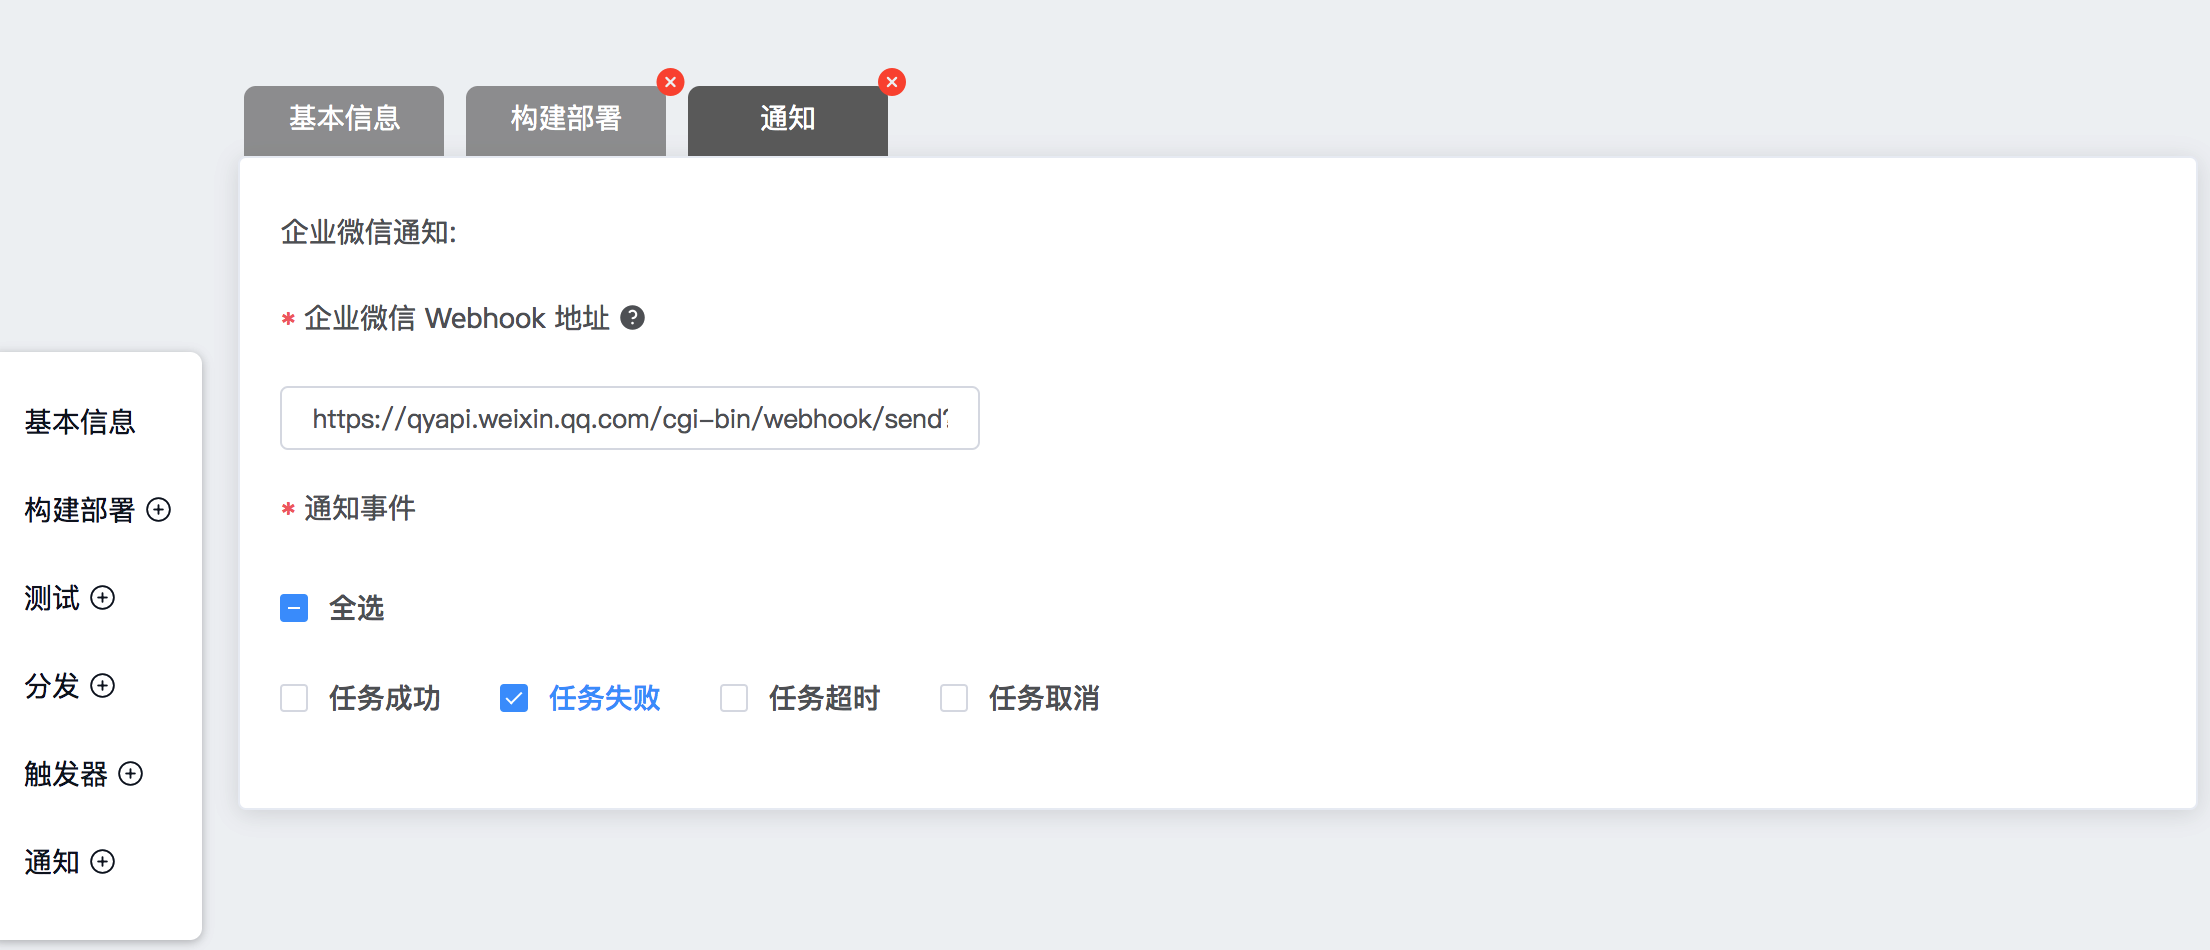 基本信息
构建部署
通知
企业微信通知:
* 企业微信 Webhook 地址
https://qyapi.weixin.qq.com/cgi-bin/webhook/send?
* 通知事件
全选
任务成功 任务失败 任务超时 任务取消
基本信息
构建部署
测试
分发
触发器
通知